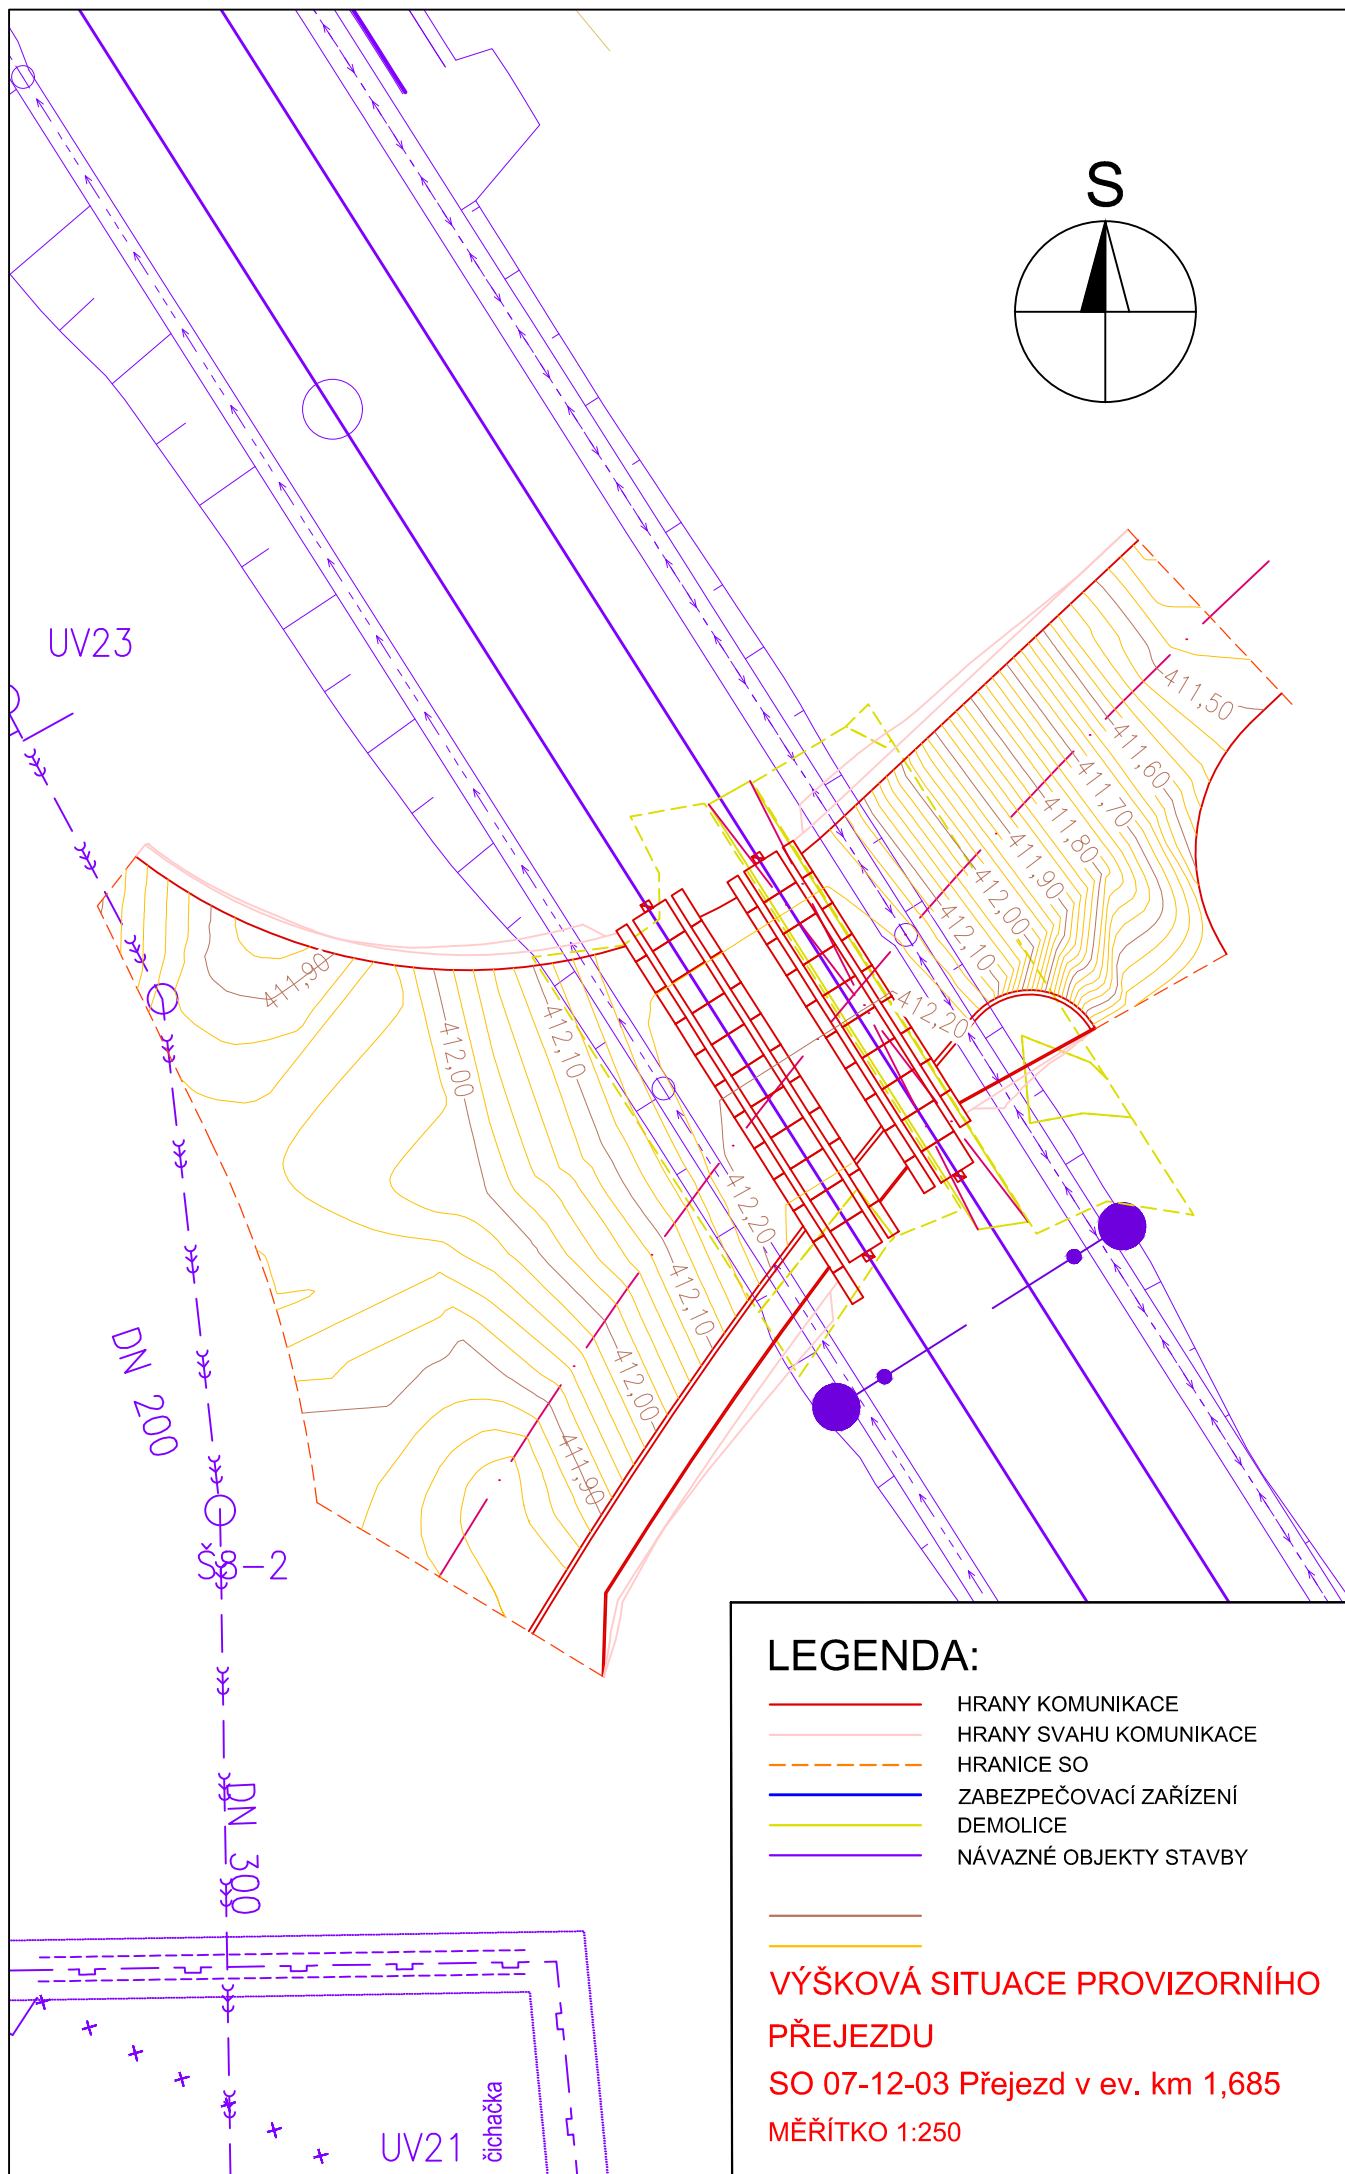 S
UV23
411,50
411,60
411,70
411,80
411,90
412,00
412,10
412,20
411,90
412,00
412,10
412,20
412,10
412,00
411,90
DN 200
Š8-2
DN 300
UV21
čichačka
LEGENDA:
HRANY KOMUNIKACE
HRANY SVAHU KOMUNIKACE
HRANICE SO
ZABEZPEČOVACÍ ZAŘÍZENÍ
DEMOLICE
NÁVAZNÉ OBJEKTY STAVBY
VÝŠKOVÁ SITUACE PROVIZORNÍHO
PŘEJEZDU
SO 07-12-03 Přejezd v ev. km 1,685
MĚŘÍTKO 1:250